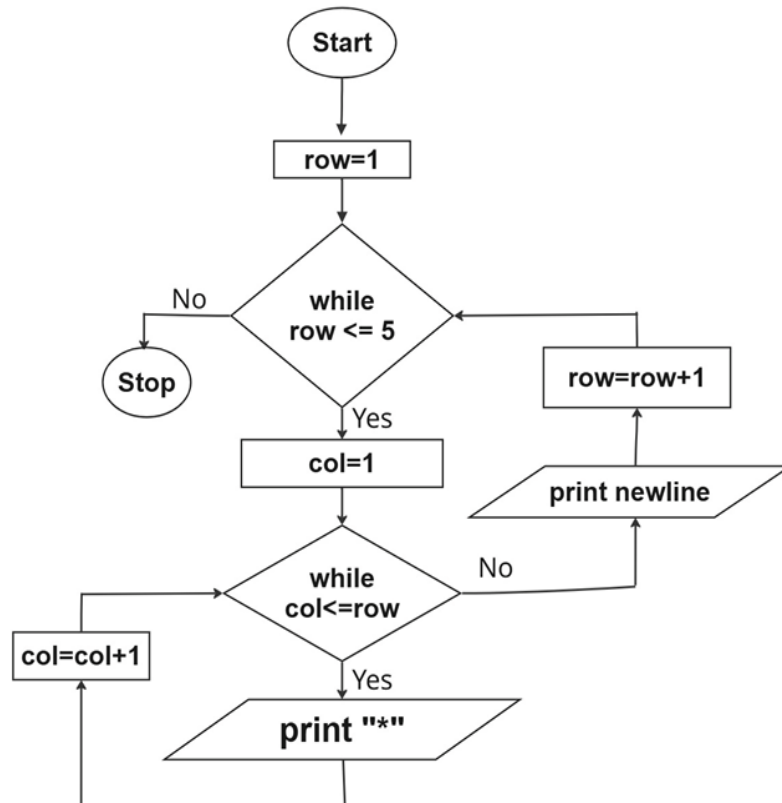 Start
row=1
while
row <= 5
No
Stop
Yes
row=row+1
col=1
print newline
while
col<=row
No
col=col+1
Yes
print "*"